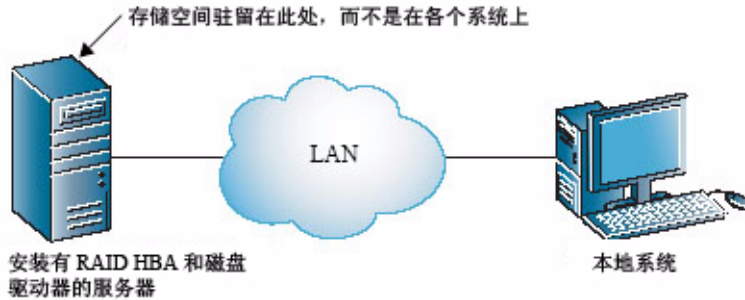 存储空间驻留在此处，而不是在各个系统上
LAN
安装有 RAID HBA 和磁盘
驱动器的服务器
本地系统